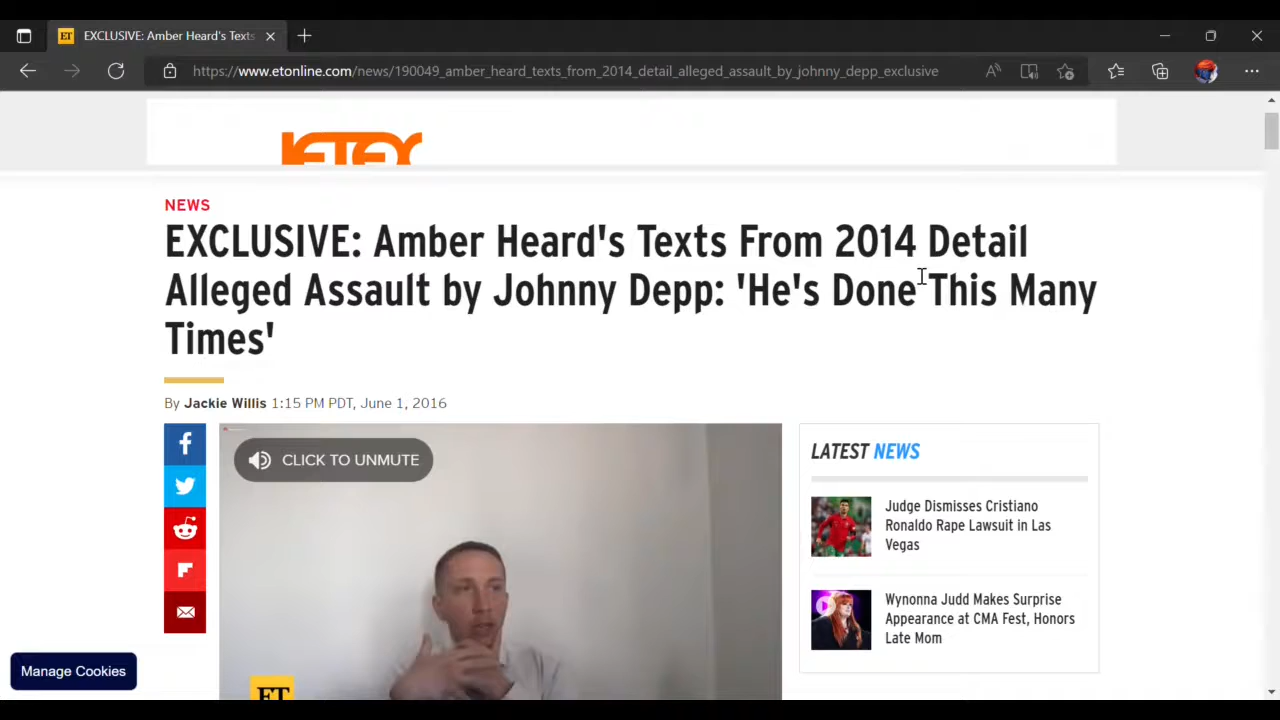 EXCLUSIVE: Amber Heard's Texts
https://www.etonline.com/news/190049_amber_heard_texts_from_2014_detail_alleged_assault_by_johnny_depp_exclusive
NEWS
EXCLUSIVE: Amber Heard's Texts From 2014 Detail
Alleged Assault by Johnny Depp: 'He's Done This Many
Times'
By Jackie Willis 1:15 PM PDT, June 1, 2016
CLICK TO UNMUTE
ET
LATEST NEWS
Judge Dismisses Cristiano
Ronaldo Rape Lawsuit in Las
Vegas
Wynonna Judd Makes Surprise
Appearance at CMA Fest, Honors
Late Mom
Manage Cookies